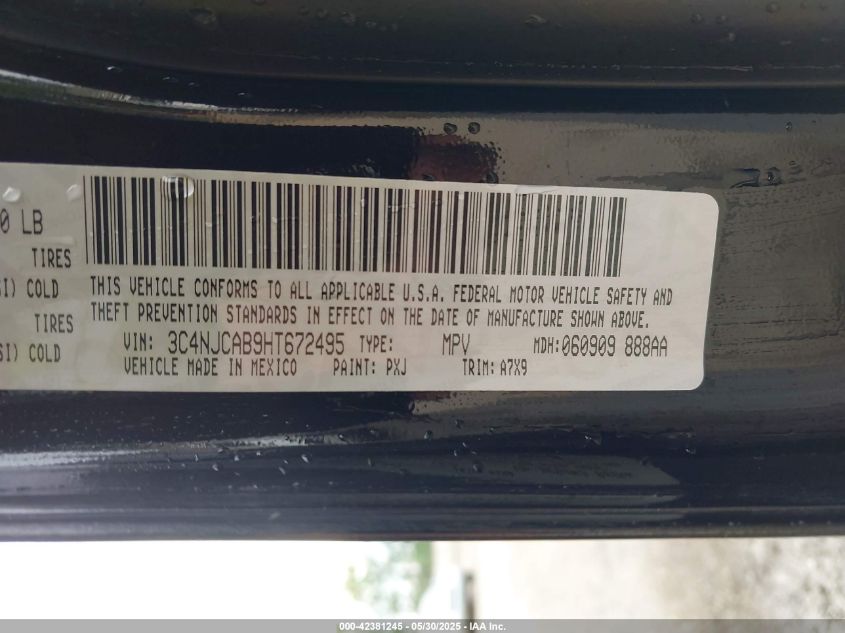 0 LB
TIRES
SI) COLD
TIRES
SI) COLD
THIS VEHICLE CONFORMS TO ALL APPLICABLE U.S.A. FEDERAL MOTOR VEHICLE SAFETY AND
THEFT PREVENTION STANDARDS IN EFFECT ON THE DATE OF MANUFACTURE SHOWN ABOVE.
VIN: 3C4NJCAB9HT672495 TYPE: MPV MDH: 060909 888AA
VEHICLE MADE IN MEXICO PAINT: PXJ TRIM: A7X9
000-42381245 - 05/30/2025 - IAA Inc.